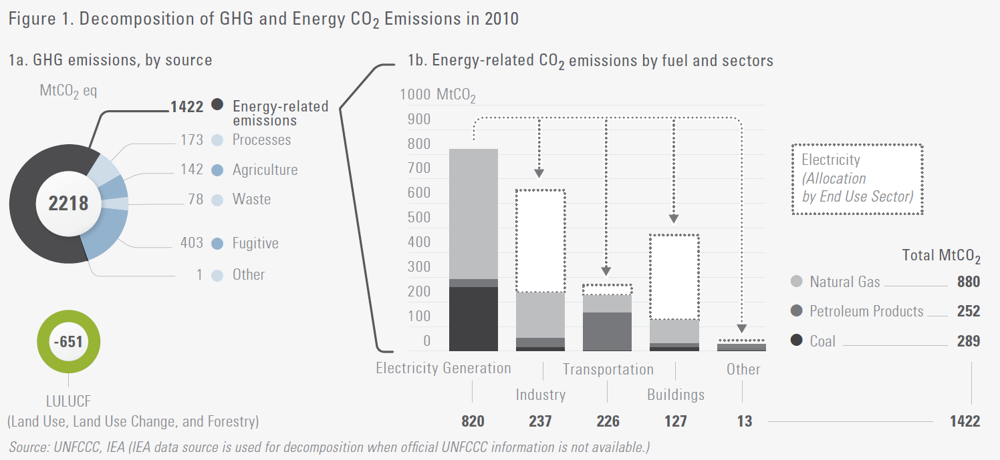 Figure 1. Decomposition of GHG and Energy CO2 Emissions in 2010
1a. GHG emissions, by source
MtCO2 eq
1422 Energy-related
emissions
173 Processes
142 Agriculture
78 Waste
403 Fugitive
1 Other
2218
-651
LULUCF
(Land Use, Land Use Change, and Forestry)
1b. Energy-related CO2 emissions by fuel and sectors
1000 MtCO2
900
800
700
600
500
400
300
200
100
0
Electricity Generation
Industry
Transportation
Buildings
Other
820 237 226 127 13 1422
Electricity
(Allocation
by End Use Sector)
Total MtCO2
Natural Gas 880
Petroleum Products 252
Coal 289
Source: UNFCCC, IEA (IEA data source is used for decomposition when official UNFCCC information is not available.)